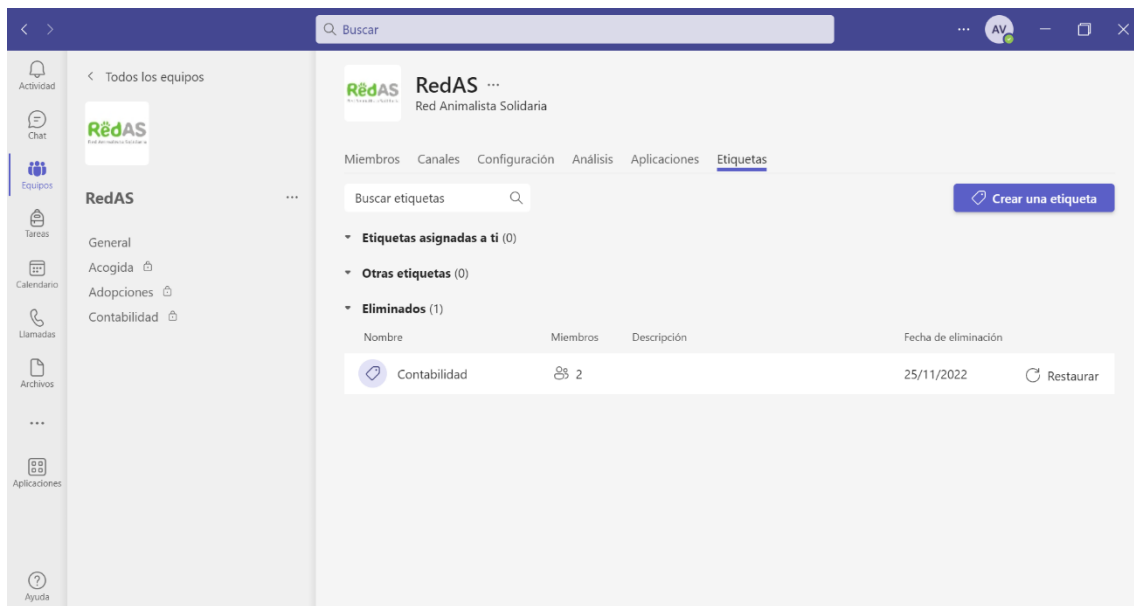 Buscar
AV
Actividad
Chat
Equipos
Tareas
Calendario
Llamadas
Archivos
Aplicaciones
Ayuda
Todos los equipos
RëdAS
RedAS
General
Acogida
Adopciones
Contabilidad
RëdAS
RedAS
Red Animalista Solidaria
Miembros Canales Configuración Análisis Aplicaciones Etiquetas
Buscar etiquetas
Crear una etiqueta
Etiquetas asignadas a ti (0)
Otras etiquetas (0)
Eliminados (1)
Nombre Miembros Descripción Fecha de eliminación
Contabilidad 2 25/11/2022 Restaurar